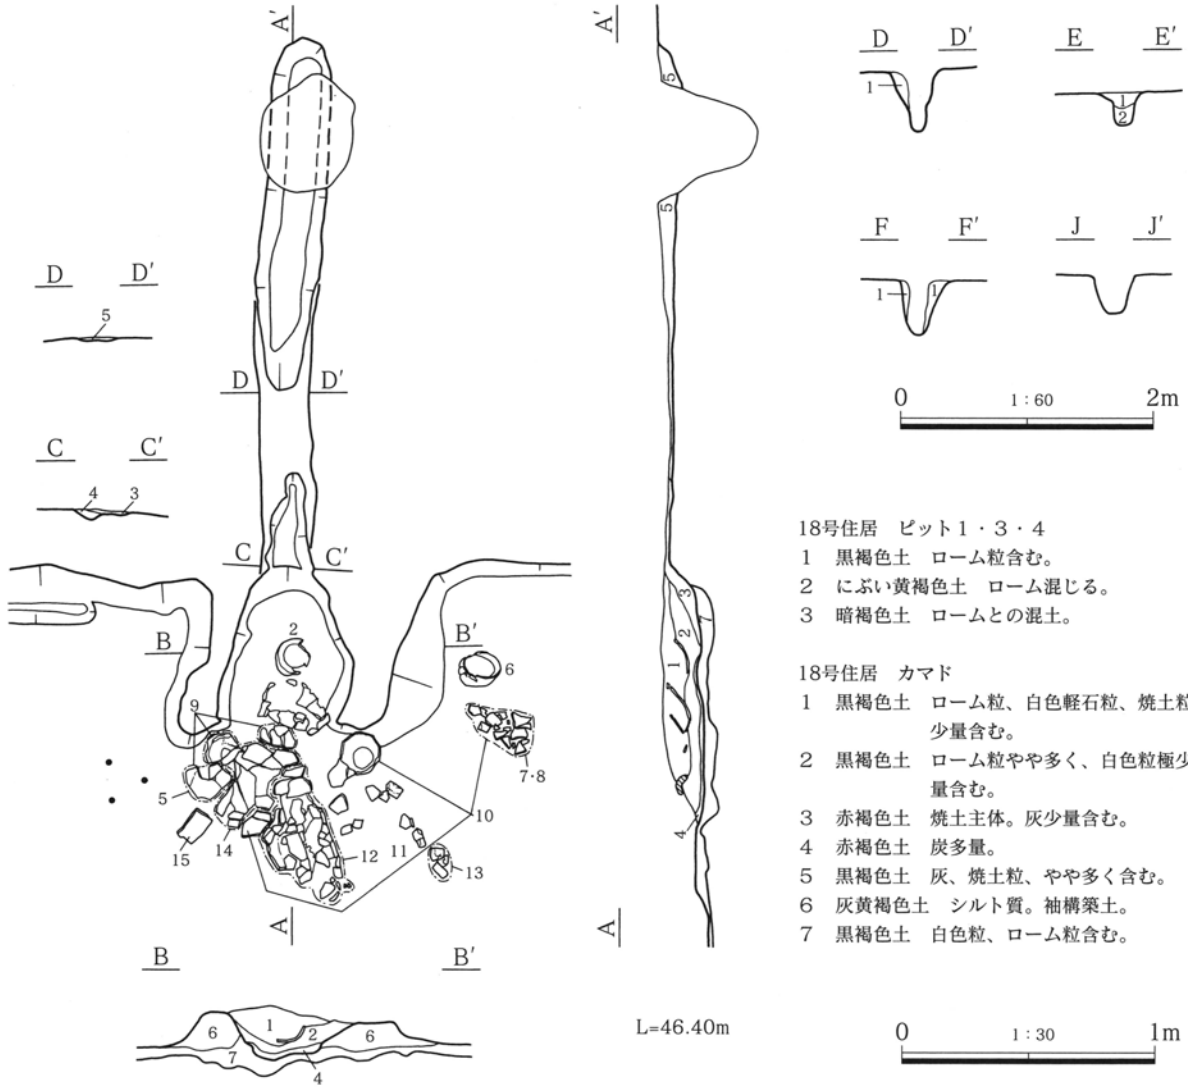 A'
A'
D D' E E'
1
1
2
5
5
F F' J J'
1
1
D D'
5
0 1：60 2m
D D'
C C'
4 3
C C'
18号住居　ピット1・3・4
1　黒褐色土　ローム粒含む。
2　にぶい黄褐色土　ローム混じる。
3　暗褐色土　ロームとの混土。
3
7
2
1
4
B B'
2
6
9
7・8
5
10
14
15
12
11
13
18号住居　カマド
1　黒褐色土　ローム粒、白色軽石粒、焼土粒
少量含む。
2　黒褐色土　ローム粒やや多く、白色粒極少
量含む。
3　赤褐色土　焼土主体。灰少量含む。
4　赤褐色土　炭多量。
5　黒褐色土　灰、焼土粒、やや多く含む。
6　灰黄褐色土　シルト質。袖構築土。
7　黒褐色土　白色粒、ローム粒含む。
A
A
B B'
6 1 2 6
7
4
L=46.40m
0 1：30 1m